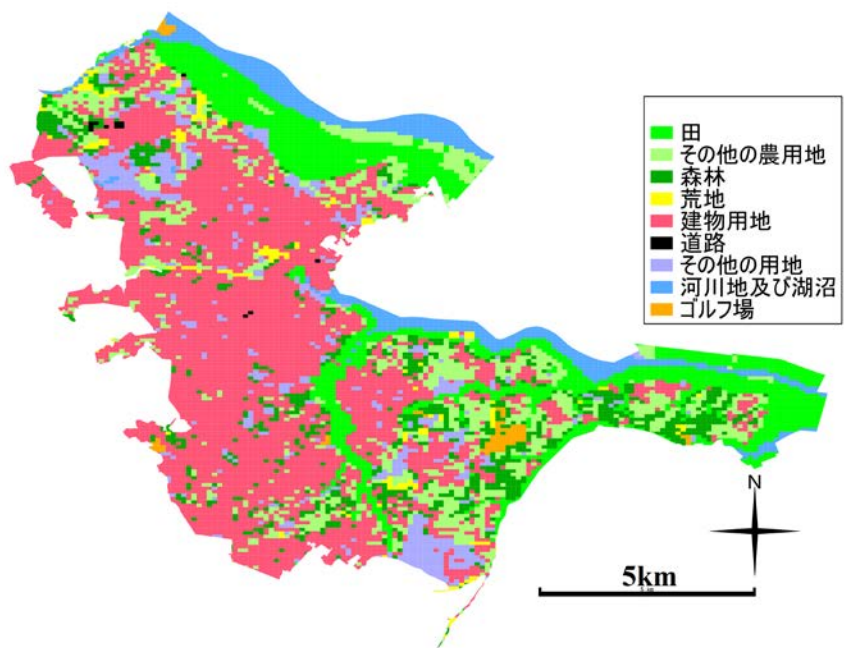 田
その他の農用地
森林
荒地
建物用地
道路
その他の用地
河川地及び湖沼
ゴルフ場
N
5km